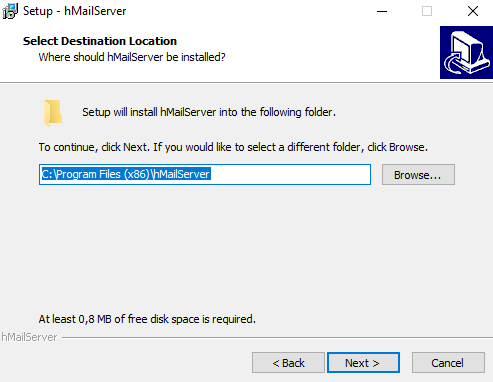 Setup - hMailServer
Select Destination Location
Where should hMailServer be installed?
Setup will install hMailServer into the following folder.
To continue, click Next. If you would like to select a different folder, click Browse.
C:\Program Files (x86)\hMailServer
Browse...
At least 0,8 MB of free disk space is required.
hMailServer
< Back
Next >
Cancel